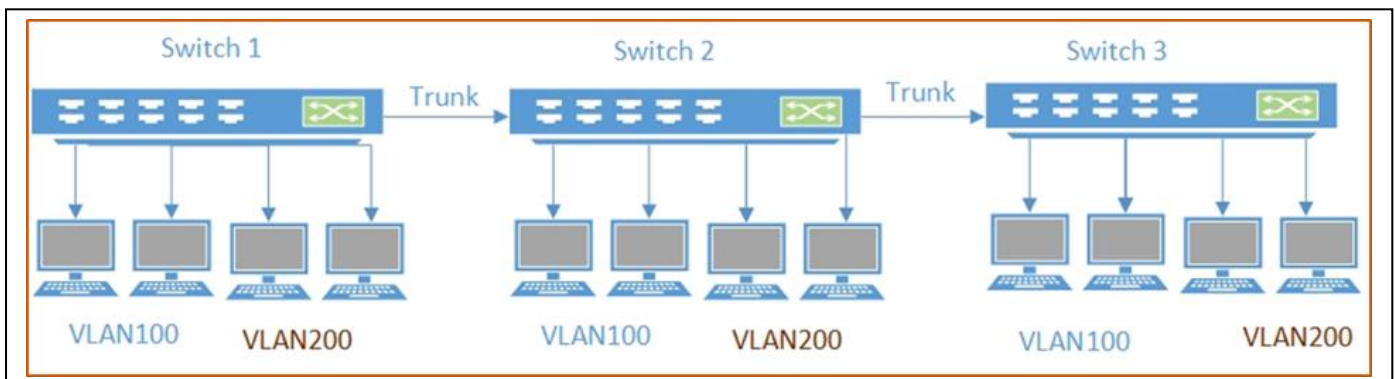 Switch 1
Switch 2
Switch 3
Trunk
Trunk
VLAN100
VLAN200
VLAN100
VLAN200
VLAN100
VLAN200